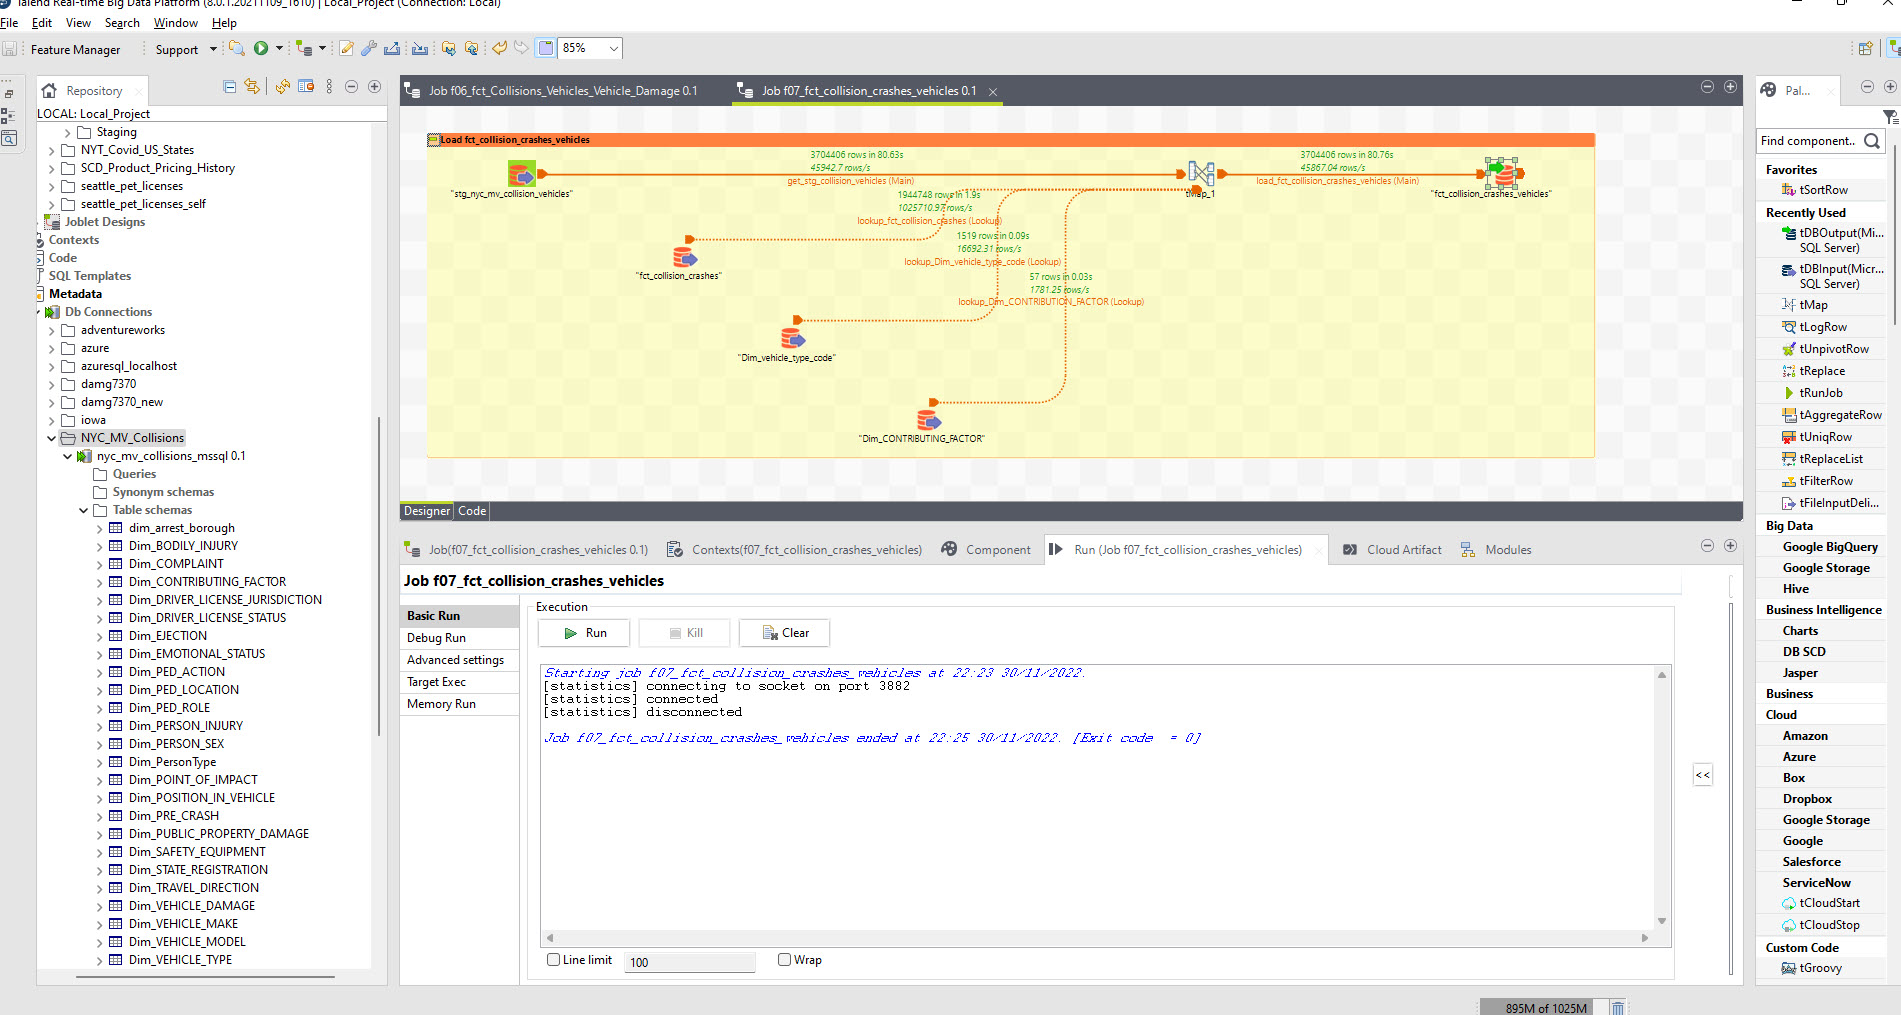 Talend Real-time Big Data Platform (8.0.1.20211109_1610) | Local_Project (Connection: Local)
File Edit View Search Window Help
Feature Manager Support 85%
Repository
LOCAL: Local_Project
Staging
NYT_Covid_US_States
SCD_Product_Pricing_History
seattle_pet_licenses
seattle_pet_licenses_self
Joblet Designs
Contexts
Code
SQL Templates
Metadata
Db Connections
adventureworks
azure
azuresql_localhost
damg7370
damg7370_new
iowa
NYC_MV_Collisions
nyc_mv_collisions_mssql 0.1
Queries
Synonym schemas
Table schemas
dim_arrest_borough
Dim_BODILY_INJURY
Dim_COMPLAINT
Dim_CONTRIBUTING_FACTOR
Dim_DRIVER_LICENSE_JURISDICTION
Dim_DRIVER_LICENSE_STATUS
Dim_EJECTION
Dim_EMOTIONAL_STATUS
Dim_PED_ACTION
Dim_PED_LOCATION
Dim_PED_ROLE
Dim_PERSON_INJURY
Dim_PERSON_SEX
Dim_PersonType
Dim_POINT_OF_IMPACT
Dim_POSITION_IN_VEHICLE
Dim_PRE_CRASH
Dim_PUBLIC_PROPERTY_DAMAGE
Dim_SAFETY_EQUIPMENT
Dim_STATE_REGISTRATION
Dim_TRAVEL_DIRECTION
Dim_VEHICLE_DAMAGE
Dim_VEHICLE_MAKE
Dim_VEHICLE_MODEL
Dim_VEHICLE_TYPE
Job f06_fct_Collisions_Vehicles_Vehicle_Damage 0.1
Job f07_fct_collision_crashes_vehicles 0.1
Load fct_collision_crashes_vehicles
3704406 rows in 80.63s
45942.7 rows/s
get_stg_collision_vehicles (Main)
"stg_nyc_mv_collision_vehicles"
3704406 rows in 80.76s
45867.04 rows/s
load_fct_collision_crashes_vehicles (Main)
tMap_1
"fct_collision_crashes_vehicles"
1944748 rows in 1.9s
1025710.97 rows/s
lookup_fct_collision_crashes (Lookup)
"fct_collision_crashes"
1519 rows in 0.09s
16692.31 rows/s
lookup_Dim_vehicle_type_code (Lookup)
"Dim_vehicle_type_code"
57 rows in 0.03s
1781.25 rows/s
lookup_Dim_CONTRIBUTION_FACTOR (Lookup)
"Dim_CONTRIBUTING_FACTOR"
Designer Code
Job(f07_fct_collision_crashes_vehicles 0.1) Contexts(f07_fct_collision_crashes_vehicles) Component Run (Job f07_fct_collision_crashes_vehicles) Cloud Artifact Modules
Job f07_fct_collision_crashes_vehicles
Basic Run
Debug Run
Advanced settings
Target Exec
Memory Run
Execution
Run Kill Clear
Starting job f07_fct_collision_crashes_vehicles at 22:23 30/11/2022.
[statistics] connecting to socket on port 3882
[statistics] connected
[statistics] disconnected
Job f07_fct_collision_crashes_vehicles ended at 22:25 30/11/2022. [Exit code  = 0]
<<
Line limit 100 Wrap
Pal...
Find component..
Favorites
tSortRow
Recently Used
tDBOutput(Mi...
SQL Server)
tDBInput(Micr...
SQL Server)
tMap
tLogRow
tUnpivotRow
tReplace
tRunJob
tAggregateRow
tUniqRow
tReplaceList
tFilterRow
tFileInputDeli...
Big Data
Google BigQuery
Google Storage
Hive
Business Intelligence
Charts
DB SCD
Jasper
Business
Cloud
Amazon
Azure
Box
Dropbox
Google Storage
Google
Salesforce
ServiceNow
tCloudStart
tCloudStop
Custom Code
tGroovy
895M of 1025M